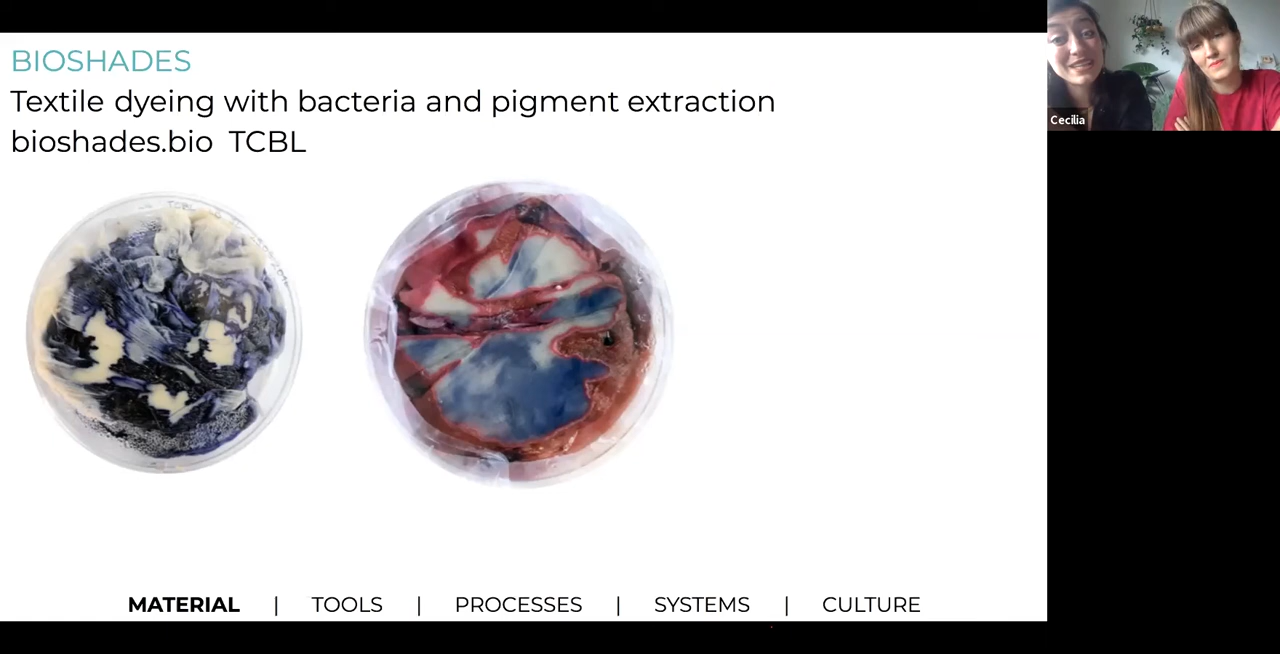 BIOSHADES
Textile dyeing with bacteria and pigment extraction
bioshades.bio TCBL
Cecilia
MATERIAL | TOOLS | PROCESSES | SYSTEMS | CULTURE